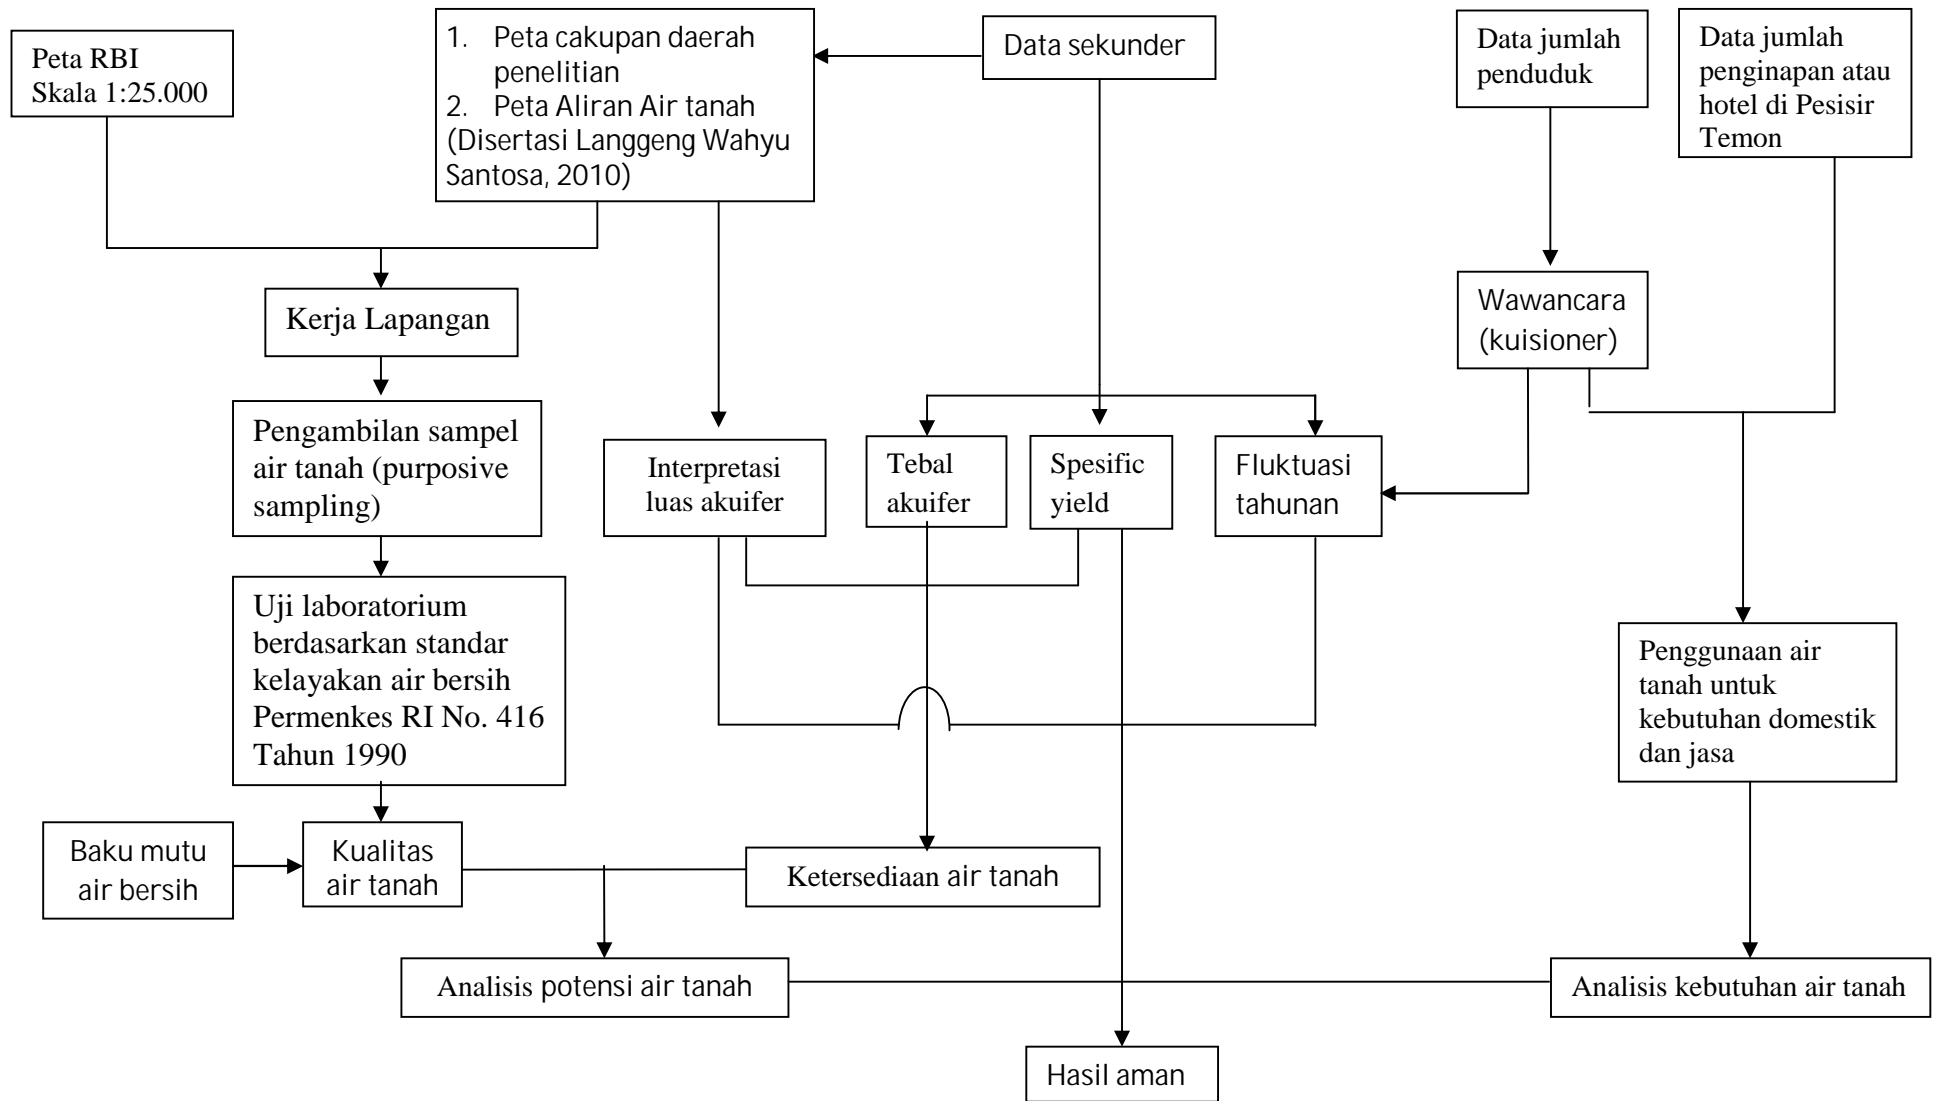 Peta RBI
Skala 1:25.000
1. Peta cakupan daerah
penelitian
2. Peta Aliran Air tanah
(Disertasi Langgeng Wahyu
Santosa, 2010)
Data sekunder
Data jumlah
penduduk
Data jumlah
penginapan atau
hotel di Pesisir
Temon
Kerja Lapangan
Wawancara
(kuisioner)
Pengambilan sampel
air tanah (purposive
sampling)
Interpretasi
luas akuifer
Tebal
akuifer
Spesific
yield
Fluktuasi
tahunan
Uji laboratorium
berdasarkan standar
kelayakan air bersih
Permenkes RI No. 416
Tahun 1990
Penggunaan air
tanah untuk
kebutuhan domestik
dan jasa
Baku mutu
air bersih
Kualitas
air tanah
Ketersediaan air tanah
Analisis potensi air tanah
Analisis kebutuhan air tanah
Hasil aman